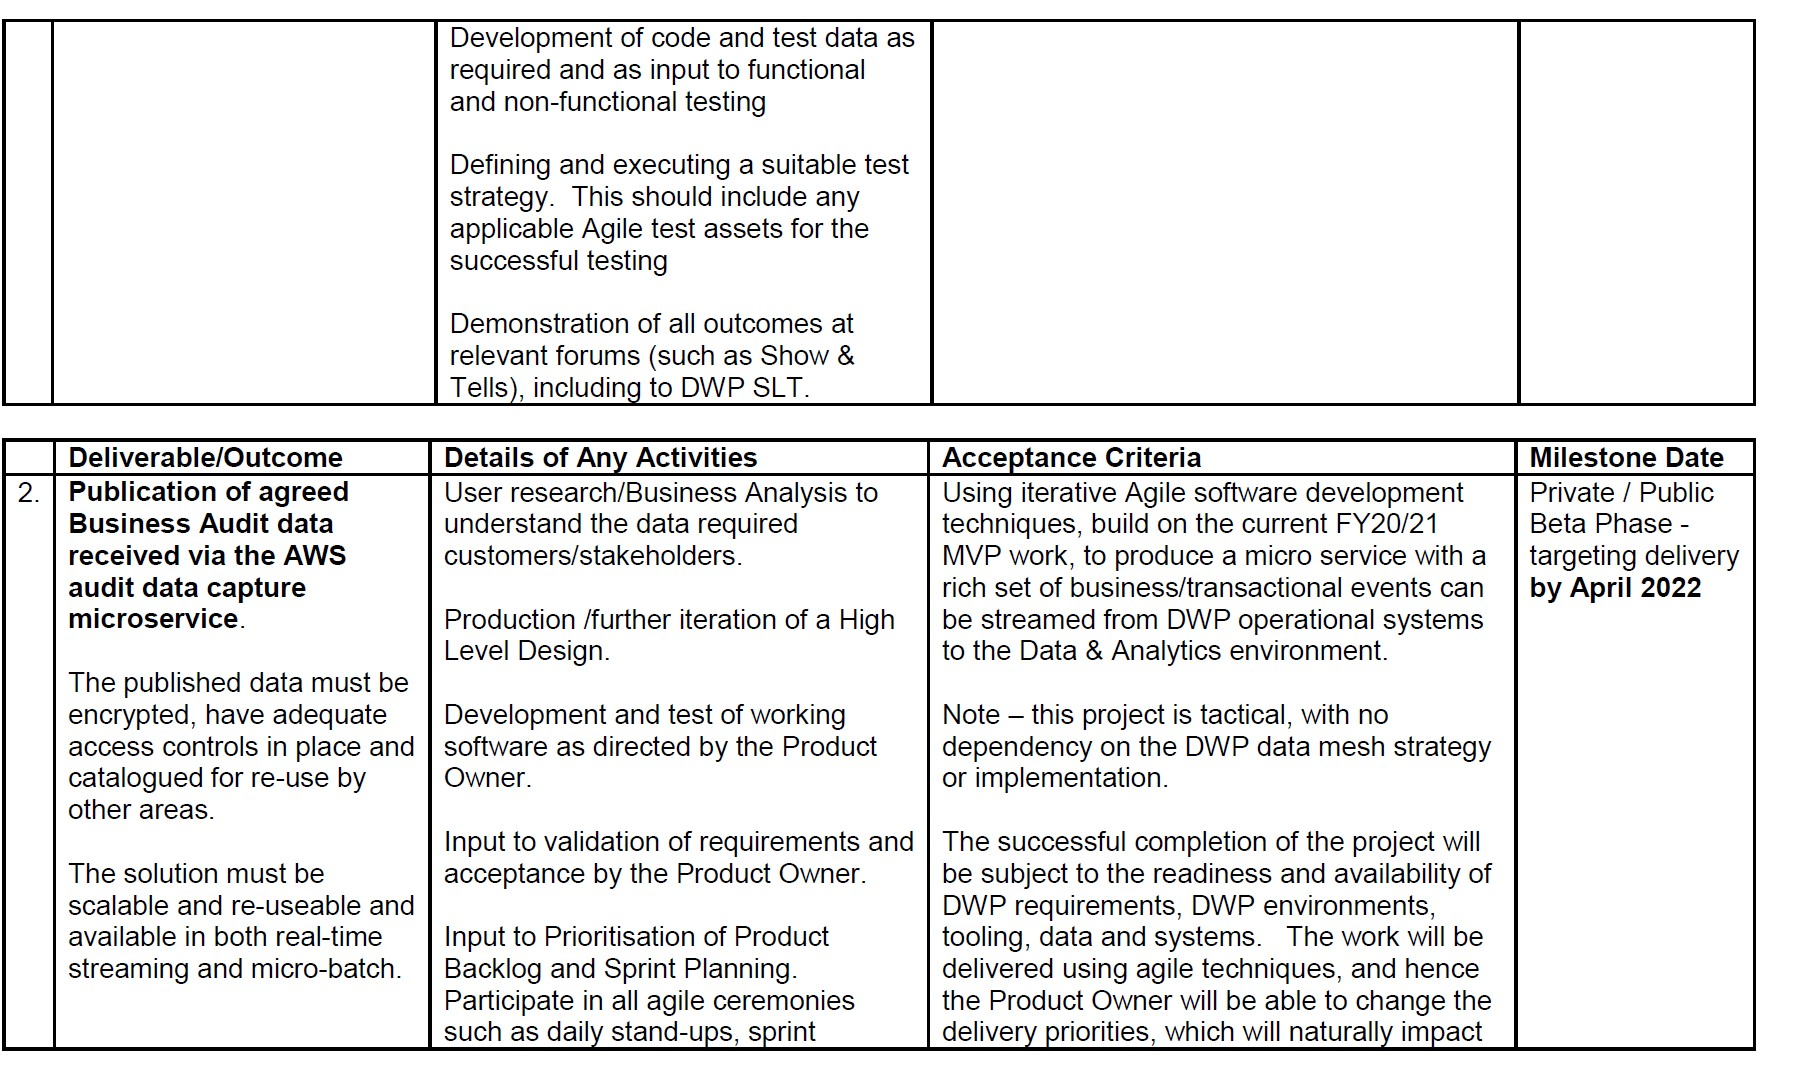 Development of code and test data as
required and as input to functional
and non-functional testing
Defining and executing a suitable test
strategy.  This should include any
applicable Agile test assets for the
successful testing
Demonstration of all outcomes at
relevant forums (such as Show &
Tells), including to DWP SLT.
Deliverable/Outcome
Details of Any Activities
Acceptance Criteria
Milestone Date
2.
Publication of agreed
Business Audit data
received via the AWS
audit data capture
microservice.
The published data must be
encrypted, have adequate
access controls in place and
catalogued for re-use by
other areas.
The solution must be
scalable and re-useable and
available in both real-time
streaming and micro-batch.
User research/Business Analysis to
understand the data required
customers/stakeholders.
Production /further iteration of a High
Level Design.
Development and test of working
software as directed by the Product
Owner.
Input to validation of requirements and
acceptance by the Product Owner.
Input to Prioritisation of Product
Backlog and Sprint Planning.
Participate in all agile ceremonies
such as daily stand-ups, sprint
Using iterative Agile software development
techniques, build on the current FY20/21
MVP work, to produce a micro service with a
rich set of business/transactional events can
be streamed from DWP operational systems
to the Data & Analytics environment.
Note – this project is tactical, with no
dependency on the DWP data mesh strategy
or implementation.
The successful completion of the project will
be subject to the readiness and availability of
DWP requirements, DWP environments,
tooling, data and systems.   The work will be
delivered using agile techniques, and hence
the Product Owner will be able to change the
delivery priorities, which will naturally impact
Private / Public
Beta Phase -
targeting delivery
by April 2022